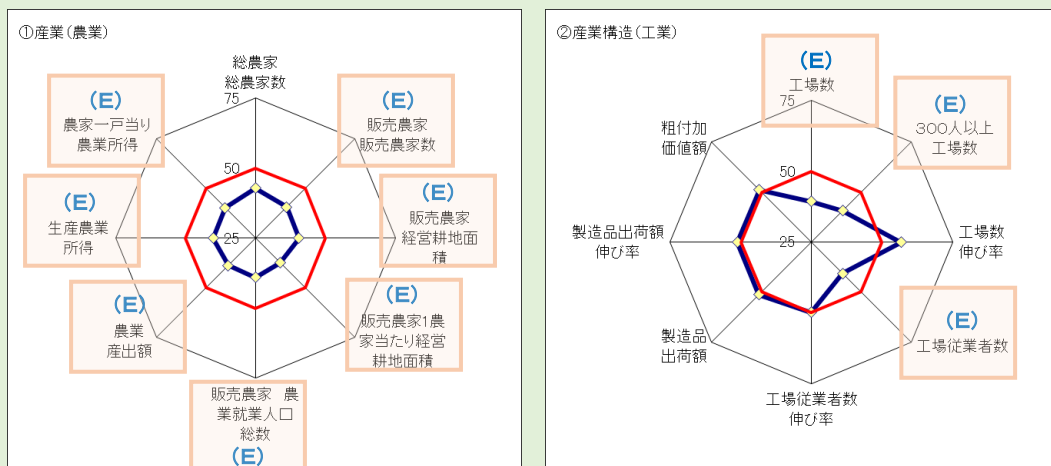 ①産業(農業)
総農家
総農家数
75
50
25
(E)
販売農家
販売農家数
(E)
販売農家
経営耕地面
積
(E)
販売農家1農
家当たり経営
耕地面積
販売農家 農
業就業人口
総数
(E)
(E)
農業
産出額
(E)
生産農業
所得
(E)
農家一戸当り
農業所得
②産業構造(工業)
(E)
工場数
75
50
25
(E)
300人以上
工場数
工場数
伸び率
(E)
工場従業者数
工場従業者数
伸び率
製造品
出荷額
製造品出荷額
伸び率
粗付加
価値額